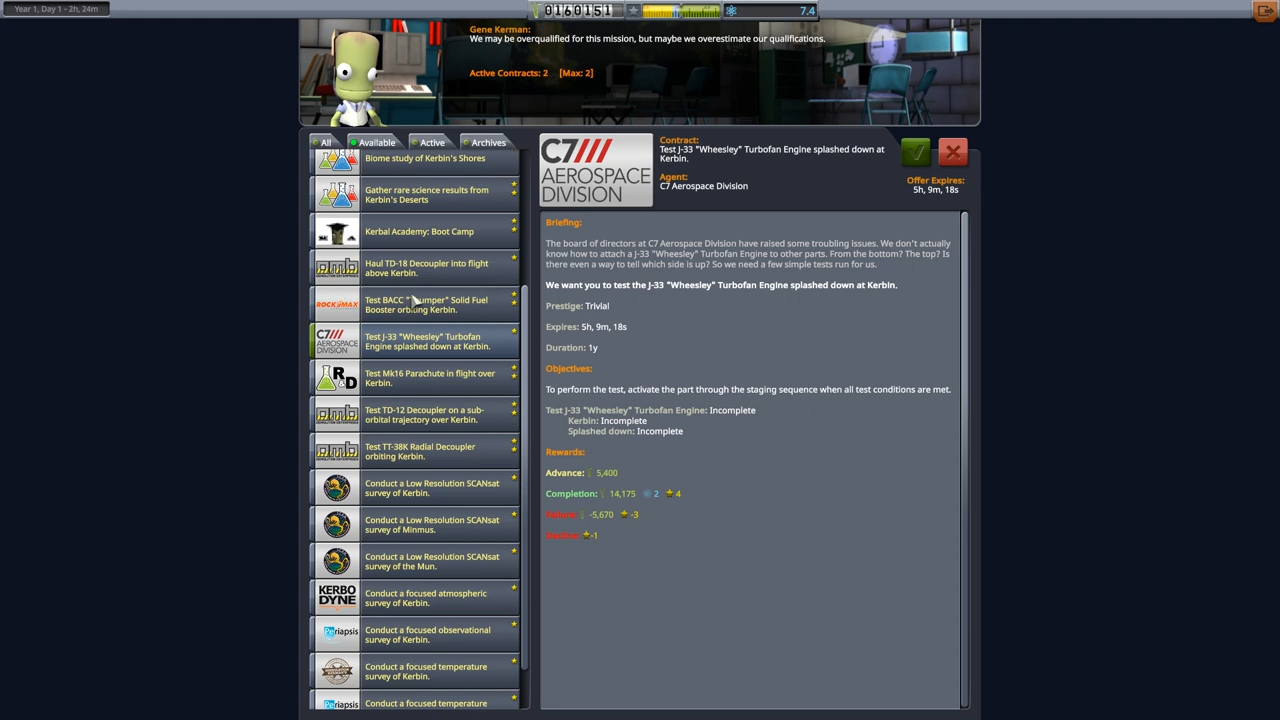 Year 1, Day 1 - 2h, 24m
0160151
7.4
Gene Kerman:
We may be overqualified for this mission, but maybe we overestimate our qualifications.
Active Contracts: 2 [Max: 2]
All
Available
Active
Archives
Biome study of Kerbin's Shores
Gather rare science results from
Kerbin's Deserts
Kerbal Academy: Boot Camp
Haul TD-18 Decoupler into flight
above Kerbin.
ROCKOMAX
Test BACC "Thumper" Solid Fuel
Booster orbiting Kerbin.
C7
AEROSPACE
DIVISION
Test J-33 "Wheesley" Turbofan
Engine splashed down at Kerbin.
R&D
Test Mk16 Parachute in flight over
Kerbin.
Test TD-12 Decoupler on a sub-
orbital trajectory over Kerbin.
Test TT-38K Radial Decoupler
orbiting Kerbin.
Conduct a Low Resolution SCANsat
survey of Kerbin.
Conduct a Low Resolution SCANsat
survey of Minmus.
Conduct a Low Resolution SCANsat
survey of the Mun.
KERBO
DYNE
Conduct a focused atmospheric
survey of Kerbin.
Periapsis
Conduct a focused observational
survey of Kerbin.
Conduct a focused temperature
survey of Kerbin.
Periapsis
Conduct a focused temperature
C7
AEROSPACE
DIVISION
Contract:
Test J-33 "Wheesley" Turbofan Engine splashed down at
Kerbin.
Agent:
C7 Aerospace Division
Offer Expires:
5h, 9m, 18s
Briefing:
The board of directors at C7 Aerospace Division have raised some troubling issues. We don't actually
know how to attach a J-33 "Wheesley" Turbofan Engine to other parts. From the bottom? The top? Is
there even a way to tell which side is up? So we need a few simple tests run for us.
We want you to test the J-33 "Wheesley" Turbofan Engine splashed down at Kerbin.
Prestige: Trivial
Expires: 5h, 9m, 18s
Duration: 1y
Objectives:
To perform the test, activate the part through the staging sequence when all test conditions are met.
Test J-33 "Wheesley" Turbofan Engine: Incomplete
Kerbin: Incomplete
Splashed down: Incomplete
Rewards:
Advance: 5,400
Completion: 14,175 2 4
Failure: -5,670 -3
Decline: -1